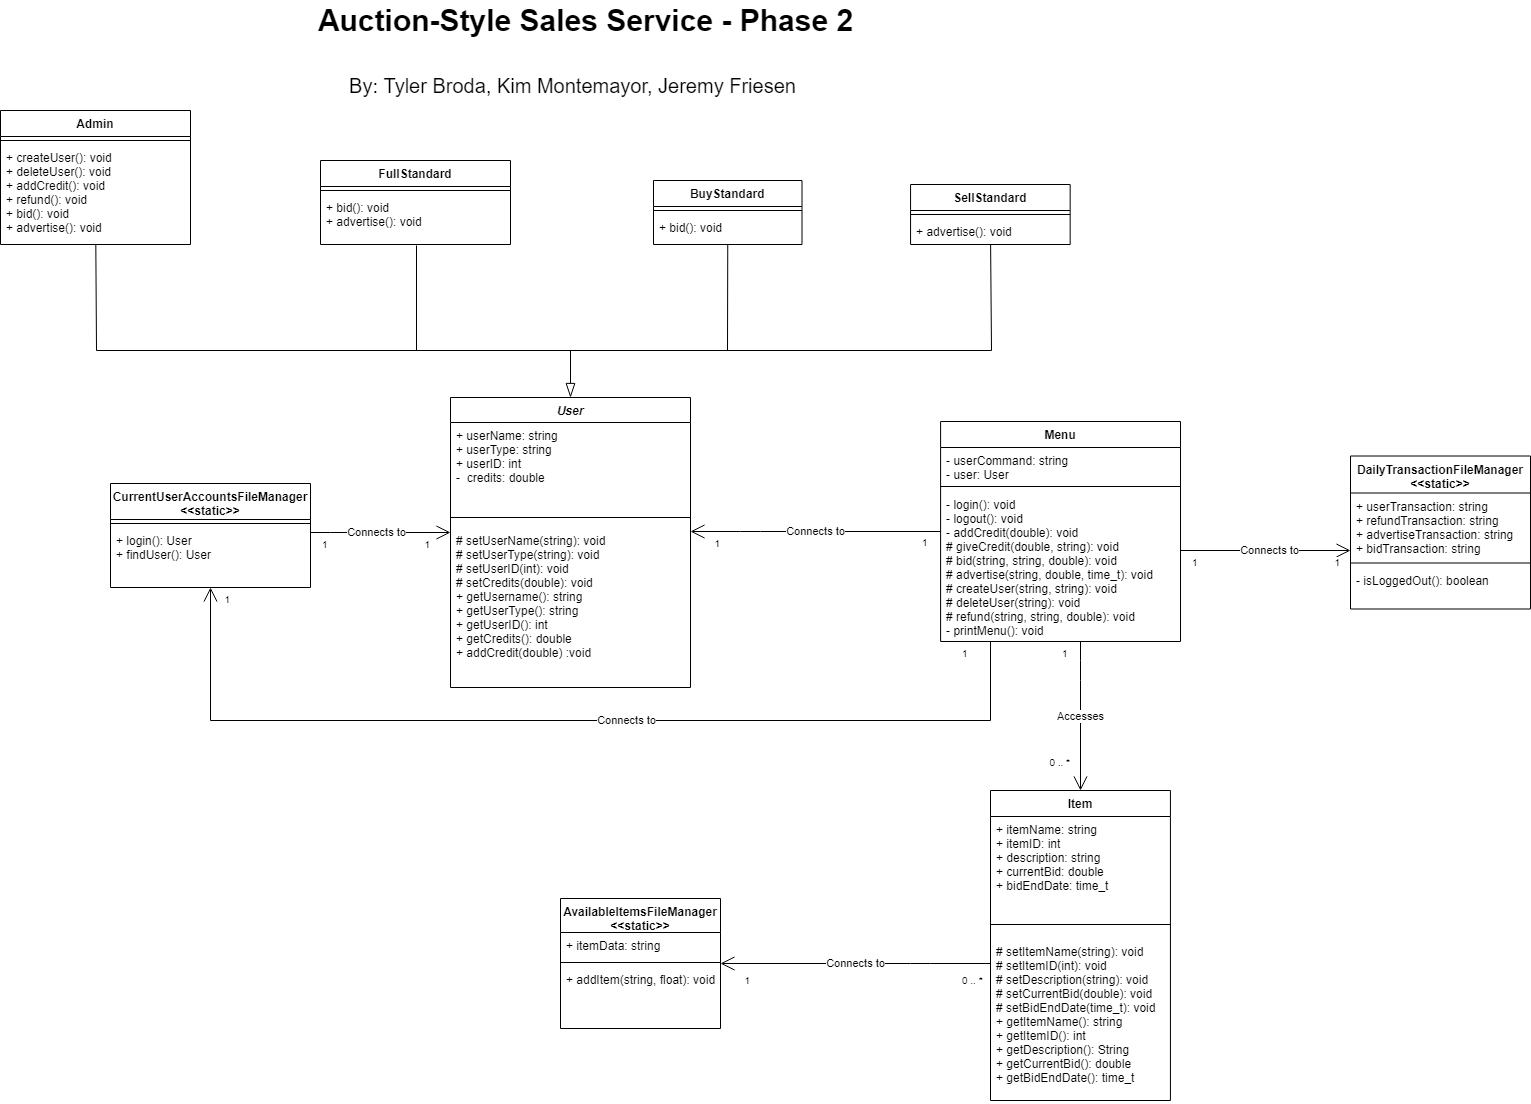 Auction-Style Sales Service - Phase 2
By: Tyler Broda, Kim Montemayor, Jeremy Friesen
Admin
+ createUser(): void
+ deleteUser(): void
+ addCredit(): void
+ refund(): void
+ bid(): void
+ advertise(): void
FullStandard
+ bid(): void
+ advertise(): void
BuyStandard
+ bid(): void
SellStandard
+ advertise(): void
User
+ userName: string
+ userType: string
+ userID: int
- credits: double
# setUserName(string): void
# setUserType(string): void
# setUserID(int): void
# setCredits(double): void
+ getUsername(): string
+ getUserType(): string
+ getUserID(): int
+ getCredits(): double
+ addCredit(double) :void
Menu
- userCommand: string
- user: User
- login(): void
- logout(): void
- addCredit(double): void
# giveCredit(double, string): void
# bid(string, string, double): void
# advertise(string, double, time_t): void
# createUser(string, string): void
# deleteUser(string): void
# refund(string, string, double): void
- printMenu(): void
DailyTransactionFileManager
<<static>>
+ userTransaction: string
+ refundTransaction: string
+ advertiseTransaction: string
+ bidTransaction: string
- isLoggedOut(): boolean
CurrentUserAccountsFileManager
<<static>>
+ login(): User
+ findUser(): User
Connects to
1
1
Connects to
1
1
Connects to
1
1
1
Connects to
1
1
Accesses
0 .. *
Item
+ itemName: string
+ itemID: int
+ description: string
+ currentBid: double
+ bidEndDate: time_t
# setItemName(string): void
# setItemID(int): void
# setDescription(string): void
# setCurrentBid(double): void
# setBidEndDate(time_t): void
+ getItemName(): string
+ getItemID(): int
+ getDescription(): String
+ getCurrentBid(): double
+ getBidEndDate(): time_t
AvailableItemsFileManager
<<static>>
+ itemData: string
+ addItem(string, float): void
Connects to
1
0 .. *